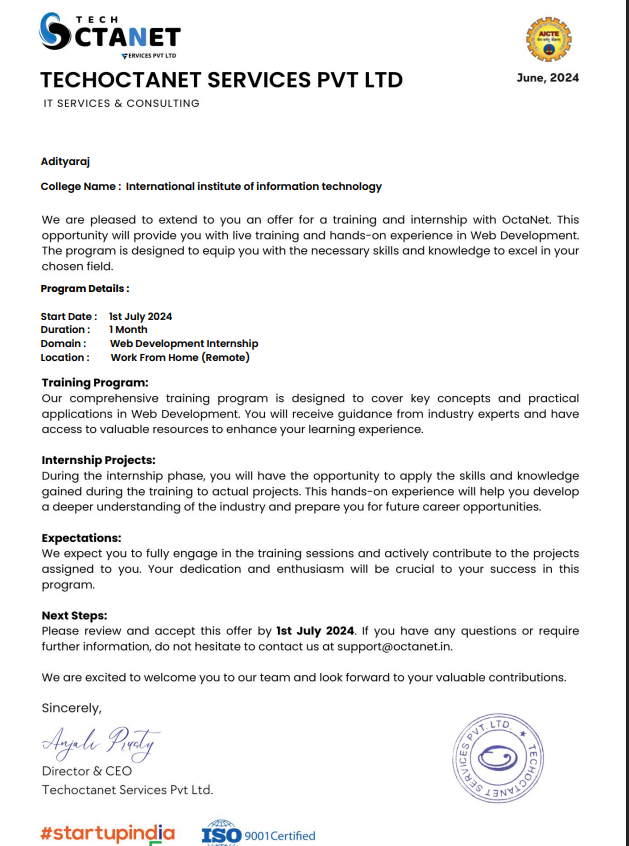 TECH
OCTANET
SERVICES PVT LTD
AICTE
TECHOCTANET SERVICES PVT LTD
June, 2024
IT SERVICES & CONSULTING
Adityaraj
College Name : International institute of information technology
We are pleased to extend to you an offer for a training and internship with OctaNet. This
opportunity will provide you with live training and hands-on experience in Web Development.
The program is designed to equip you with the necessary skills and knowledge to excel in your
chosen field.
Program Details :
Start Date : 1st July 2024
Duration : 1 Month
Domain : Web Development Internship
Location : Work From Home (Remote)
Training Program:
Our comprehensive training program is designed to cover key concepts and practical
applications in Web Development. You will receive guidance from industry experts and have
access to valuable resources to enhance your learning experience.
Internship Projects:
During the internship phase, you will have the opportunity to apply the skills and knowledge
gained during the training to actual projects. This hands-on experience will help you develop
a deeper understanding of the industry and prepare you for future career opportunities.
Expectations:
We expect you to fully engage in the training sessions and actively contribute to the projects
assigned to you. Your dedication and enthusiasm will be crucial to your success in this
program.
Next Steps:
Please review and accept this offer by 1st July 2024. If you have any questions or require
further information, do not hesitate to contact us at support@octanet.in.
We are excited to welcome you to our team and look forward to your valuable contributions.
Sincerely,
Anjali Prusty
Director & CEO
Techoctanet Services Pvt Ltd.
TECHOCTANET SERVICES PVT. LTD.
#startupindia
ISO 9001Certified